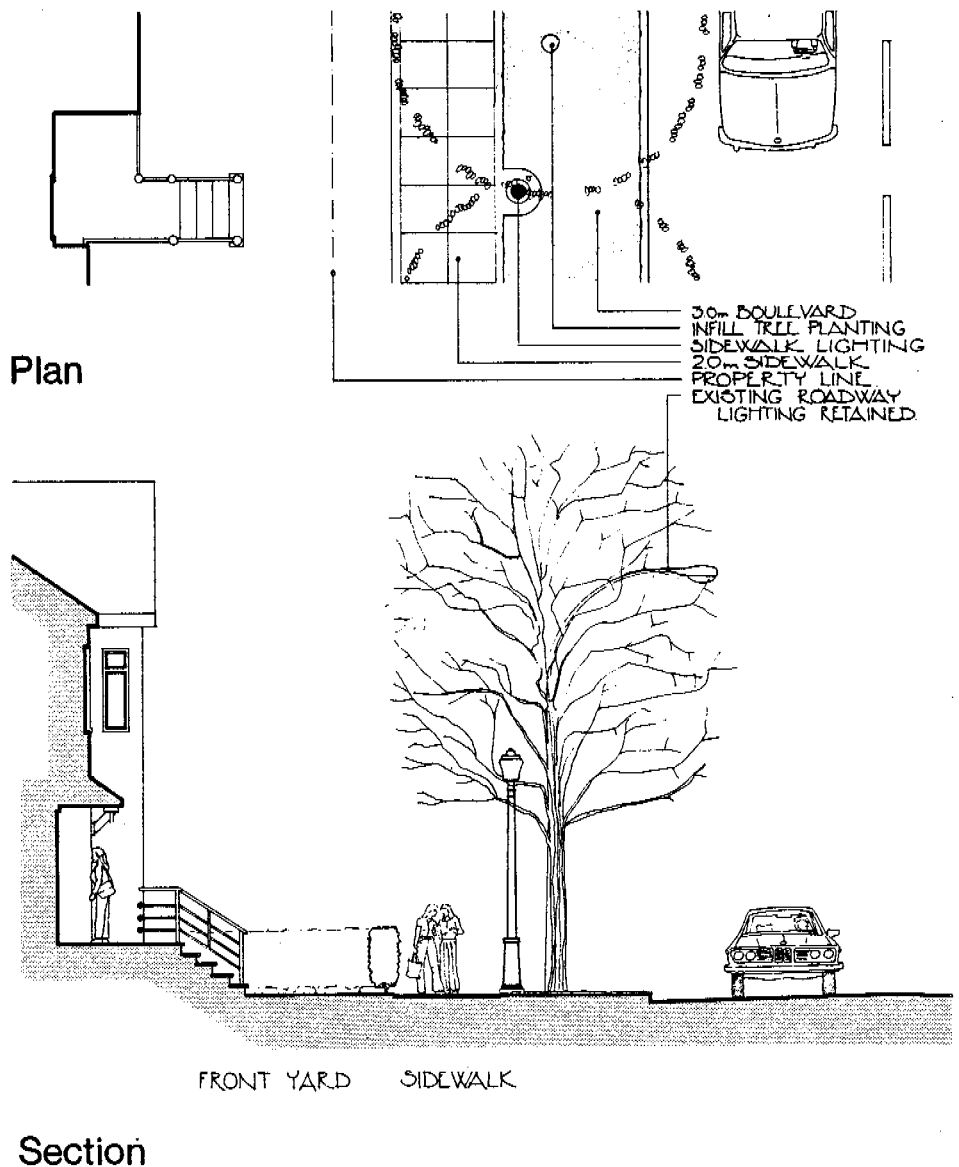 3.0m BOULEVARD
INFILL TREE PLANTING
SIDEWALK LIGHTING
2.0m SIDEWALK
PROPERTY LINE
EXISTING ROADWAY
LIGHTING RETAINED.
Plan
FRONT YARD SIDEWALK
Section